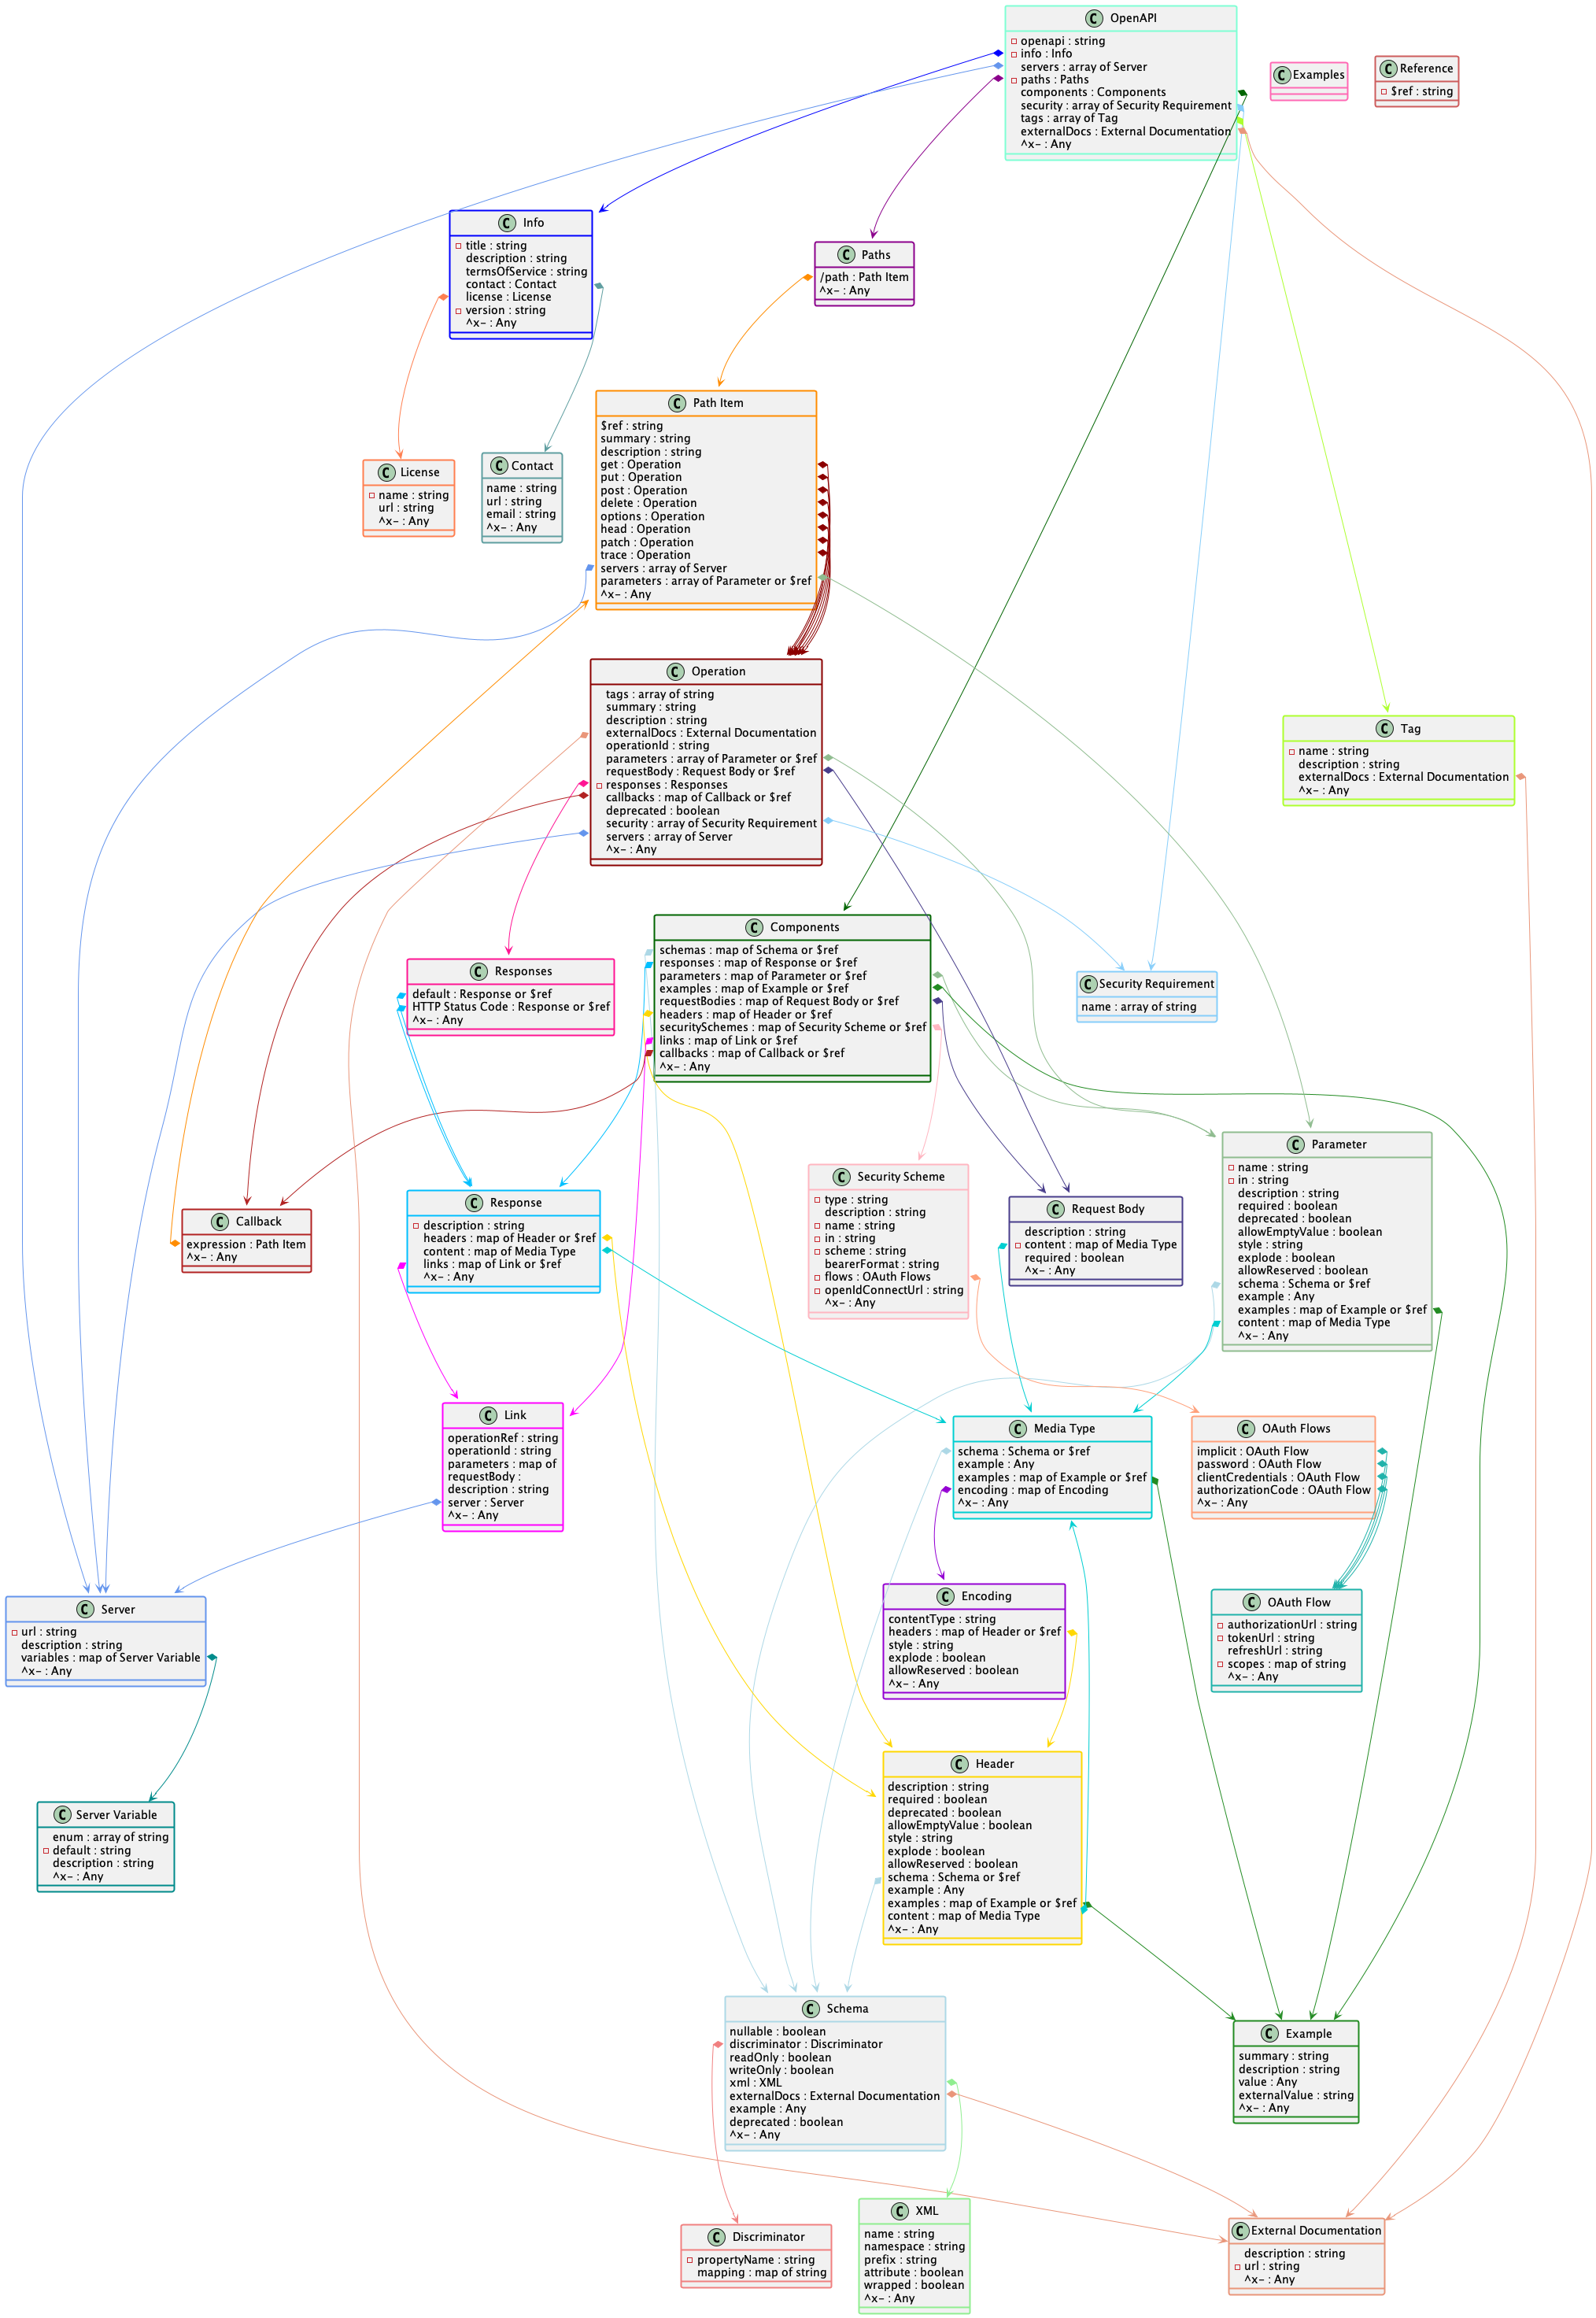 C OpenAPI
openapi : string
info : Info
servers : array of Server
paths : Paths
components : Components
security : array of Security Requirement
tags : array of Tag
externalDocs : External Documentation
^x- : Any
C Examples
C Reference
$ref : string
C Info
title : string
description : string
termsOfService : string
contact : Contact
license : License
version : string
^x- : Any
C Paths
/path : Path Item
^x- : Any
C Path Item
$ref : string
summary : string
description : string
get : Operation
put : Operation
post : Operation
delete : Operation
options : Operation
head : Operation
patch : Operation
trace : Operation
servers : array of Server
parameters : array of Parameter or $ref
^x- : Any
C License
name : string
url : string
^x- : Any
C Contact
name : string
url : string
email : string
^x- : Any
C Operation
tags : array of string
summary : string
description : string
externalDocs : External Documentation
operationId : string
parameters : array of Parameter or $ref
requestBody : Request Body or $ref
responses : Responses
callbacks : map of Callback or $ref
deprecated : boolean
security : array of Security Requirement
servers : array of Server
^x- : Any
C Tag
name : string
description : string
externalDocs : External Documentation
^x- : Any
C Components
schemas : map of Schema or $ref
responses : map of Response or $ref
parameters : map of Parameter or $ref
examples : map of Example or $ref
requestBodies : map of Request Body or $ref
headers : map of Header or $ref
securitySchemes : map of Security Scheme or $ref
links : map of Link or $ref
callbacks : map of Callback or $ref
^x- : Any
C Responses
default : Response or $ref
HTTP Status Code : Response or $ref
^x- : Any
C Security Requirement
name : array of string
C Parameter
name : string
in : string
description : string
required : boolean
deprecated : boolean
allowEmptyValue : boolean
style : string
explode : boolean
allowReserved : boolean
schema : Schema or $ref
example : Any
examples : map of Example or $ref
content : map of Media Type
^x- : Any
C Security Scheme
type : string
description : string
name : string
in : string
scheme : string
bearerFormat : string
flows : OAuth Flows
openIdConnectUrl : string
^x- : Any
C Request Body
description : string
content : map of Media Type
required : boolean
^x- : Any
C Response
description : string
headers : map of Header or $ref
content : map of Media Type
links : map of Link or $ref
^x- : Any
C Callback
expression : Path Item
^x- : Any
C Link
operationRef : string
operationId : string
parameters : map of
requestBody :
description : string
server : Server
^x- : Any
C Media Type
schema : Schema or $ref
example : Any
examples : map of Example or $ref
encoding : map of Encoding
^x- : Any
C OAuth Flows
implicit : OAuth Flow
password : OAuth Flow
clientCredentials : OAuth Flow
authorizationCode : OAuth Flow
^x- : Any
C Encoding
contentType : string
headers : map of Header or $ref
style : string
explode : boolean
allowReserved : boolean
^x- : Any
C OAuth Flow
authorizationUrl : string
tokenUrl : string
refreshUrl : string
scopes : map of string
^x- : Any
C Server
url : string
description : string
variables : map of Server Variable
^x- : Any
C Header
description : string
required : boolean
deprecated : boolean
allowEmptyValue : boolean
style : string
explode : boolean
allowReserved : boolean
schema : Schema or $ref
example : Any
examples : map of Example or $ref
content : map of Media Type
^x- : Any
C Server Variable
enum : array of string
default : string
description : string
^x- : Any
C Schema
nullable : boolean
discriminator : Discriminator
readOnly : boolean
writeOnly : boolean
xml : XML
externalDocs : External Documentation
example : Any
deprecated : boolean
^x- : Any
C Example
summary : string
description : string
value : Any
externalValue : string
^x- : Any
C Discriminator
propertyName : string
mapping : map of string
C XML
name : string
namespace : string
prefix : string
attribute : boolean
wrapped : boolean
^x- : Any
C External Documentation
description : string
url : string
^x- : Any